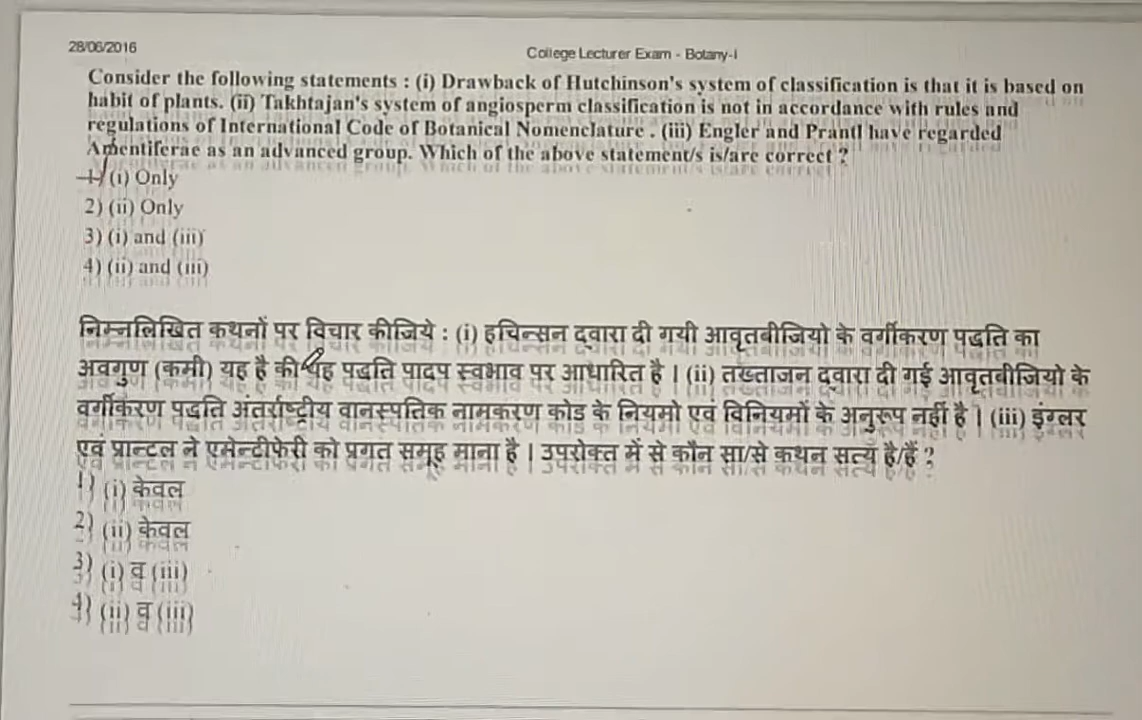 28/06/2016
College Lecturer Exam - Botany-I
Consider the following statements : (i) Drawback of Hutchinson's system of classification is that it is based on
habit of plants. (ii) Takhtajan's system of angiosperm classification is not in accordance with rules and
regulations of International Code of Botanical Nomenclature . (iii) Engler and Prantl have regarded
Amentiferae as an advanced group. Which of the above statement/s is/are correct ?
1) (i) Only
2) (ii) Only
3) (i) and (iii)
4) (ii) and (iii)
निम्नलिखित कथनों पर विचार कीजिये : (i) हचिन्सन द्वारा दी गयी आवृतबीजियो के वर्गीकरण पद्धति का
अवगुण (कमी) यह है की यह पद्धति पादप स्वभाव पर आधारित है । (ii) तख्ताजन द्वारा दी गई आवृतबीजियो के
वर्गीकरण पद्धति अंतर्राष्ट्रीय वानस्पतिक नामकरण कोड के नियमो एवं विनियमों के अनुरूप नहीं है | (iii) इंग्लर
एवं प्रान्टल ने एमेन्टीफेरी को प्रगत समूह माना है | उपरोक्त में से कौन सा/से कथन सत्य है/हैं ?
1) (i) केवल
2) (ii) केवल
3) (i) व (iii)
4) (ii) व (iii)